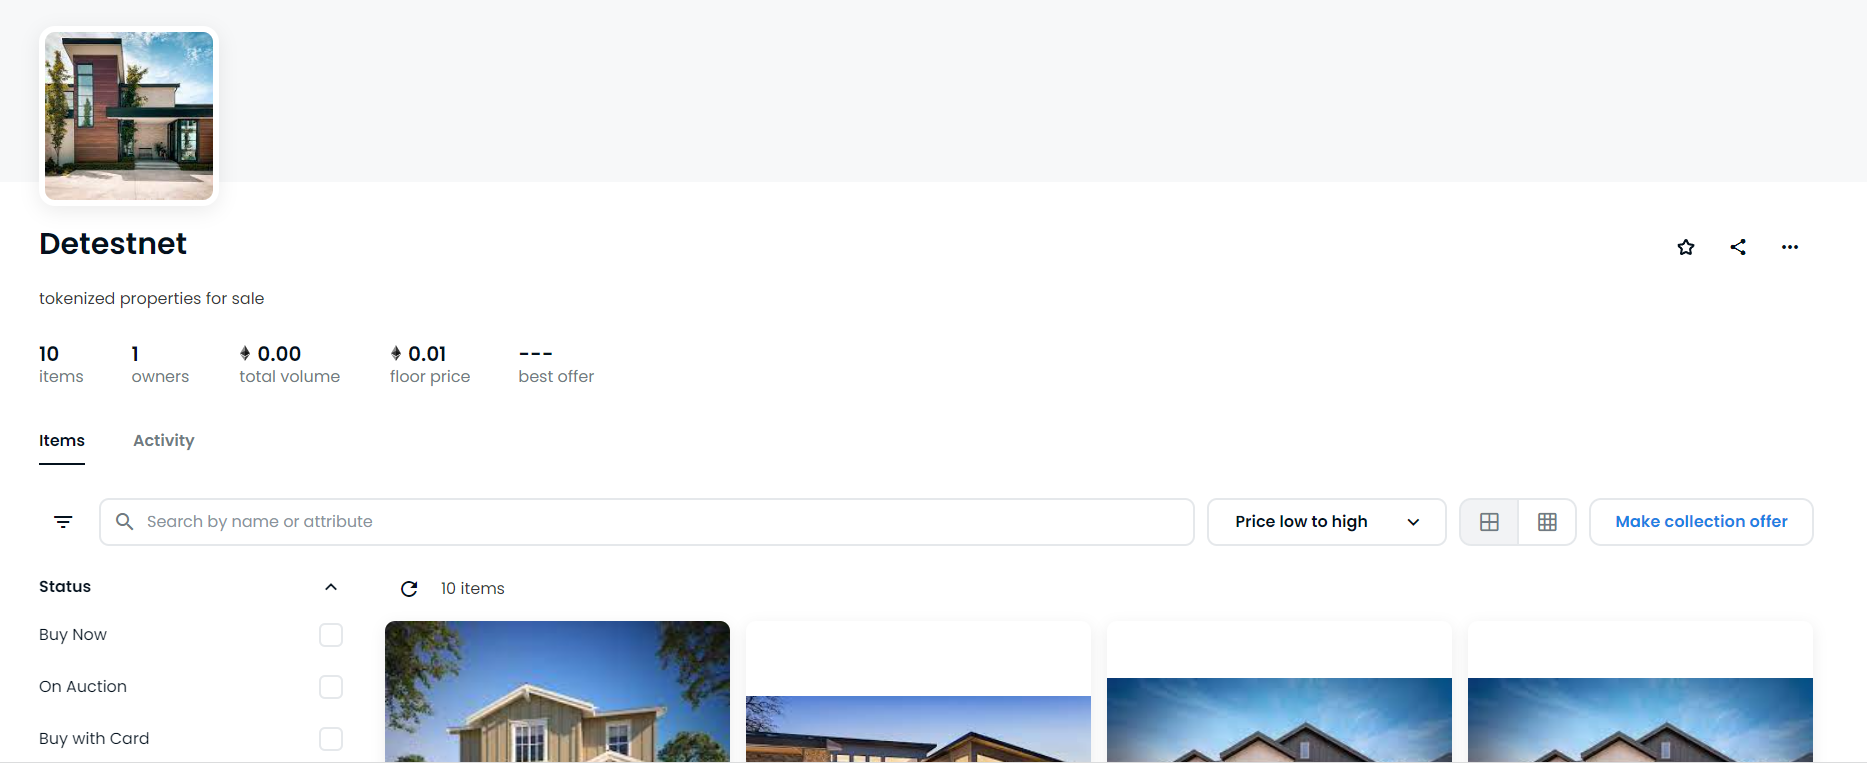 Detestnet
tokenized properties for sale
10 1 0.00 0.01 ---
items owners total volume floor price best offer
Items Activity
Search by name or attribute Price low to high Make collection offer
Status 10 items
Buy Now
On Auction
Buy with Card